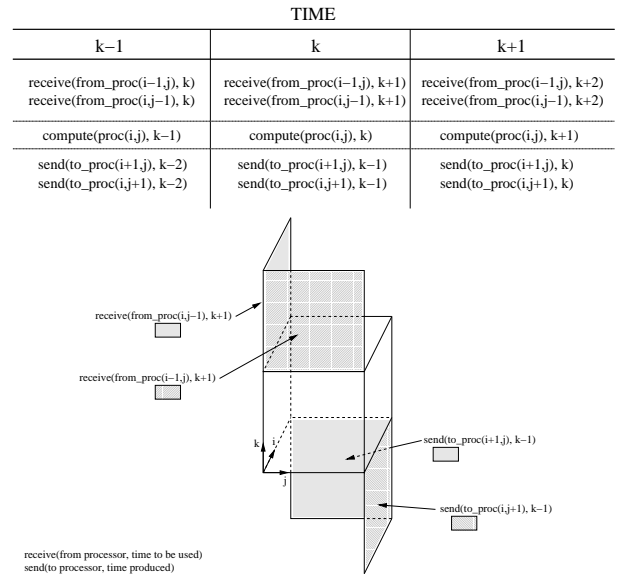 TIME
k−1 k k+1
receive(from_proc(i−1,j), k) receive(from_proc(i−1,j), k+1) receive(from_proc(i−1,j), k+2)
receive(from_proc(i,j−1), k) receive(from_proc(i,j−1), k+1) receive(from_proc(i,j−1), k+2)
compute(proc(i,j), k−1) compute(proc(i,j), k) compute(proc(i,j), k+1)
send(to_proc(i+1,j), k−2) send(to_proc(i+1,j), k−1) send(to_proc(i+1,j), k)
send(to_proc(i,j+1), k−2) send(to_proc(i,j+1), k−1) send(to_proc(i,j+1), k)
receive(from_proc(i,j−1), k+1)
receive(from_proc(i−1,j), k+1)
k i
j
send(to_proc(i+1,j), k−1)
send(to_proc(i,j+1), k−1)
receive(from processor, time to be used)
send(to processor, time produced)